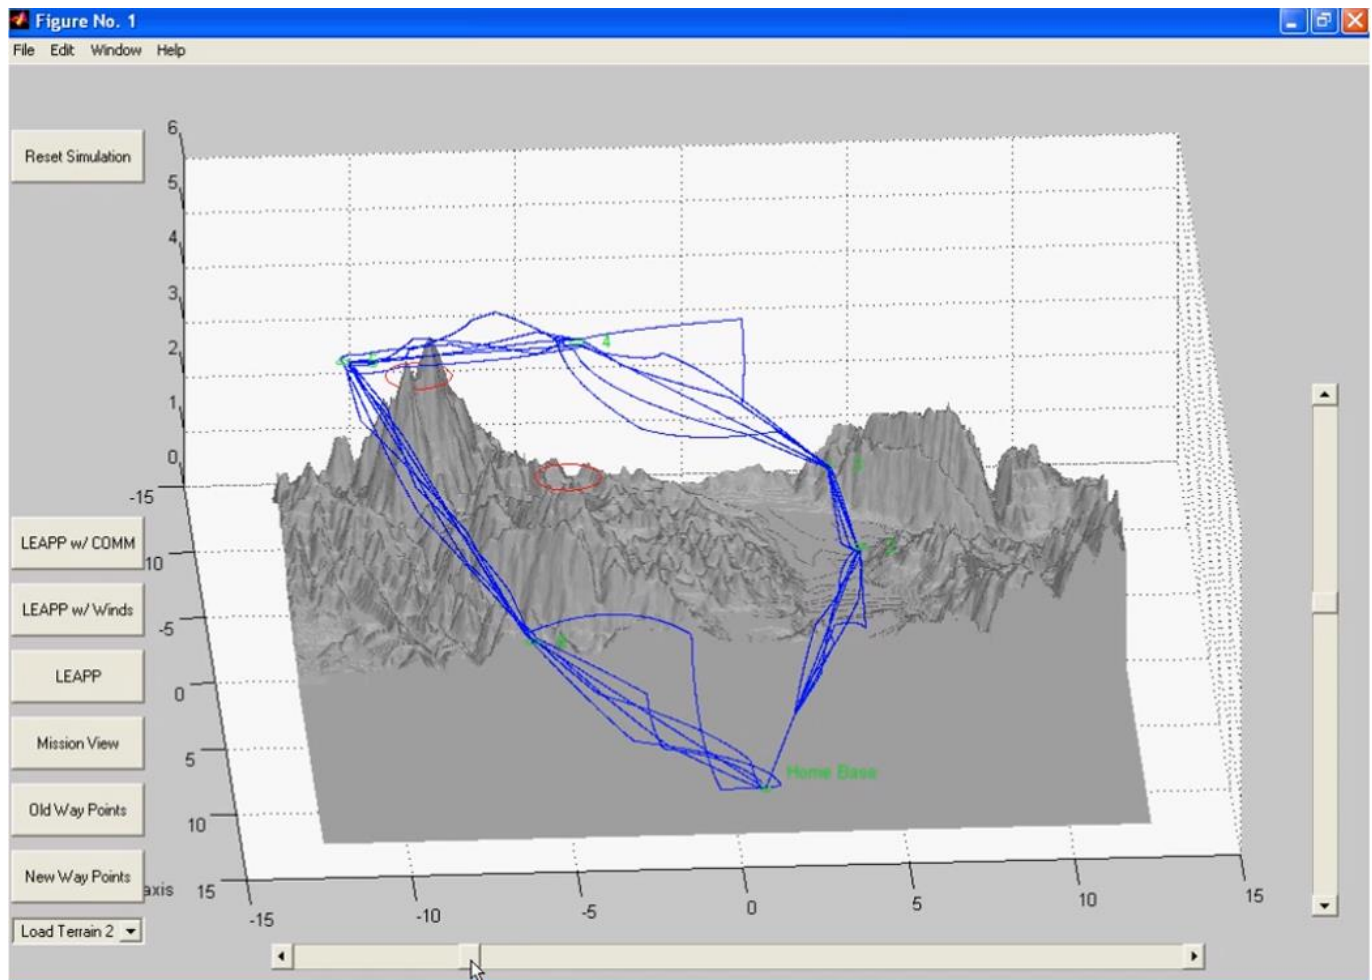 Figure No. 1
File Edit Window Help
Reset Simulation
6
5
4
3
2
1
0
-15
10
-5
0
5
10
15
4
5
3
Home Base
LEAPP w/ COMM
LEAPP w/ Winds
LEAPP
Mission View
Old Way Points
New Way Points
axis
Load Terrain 2
-15
-10
-5
0
5
10
15